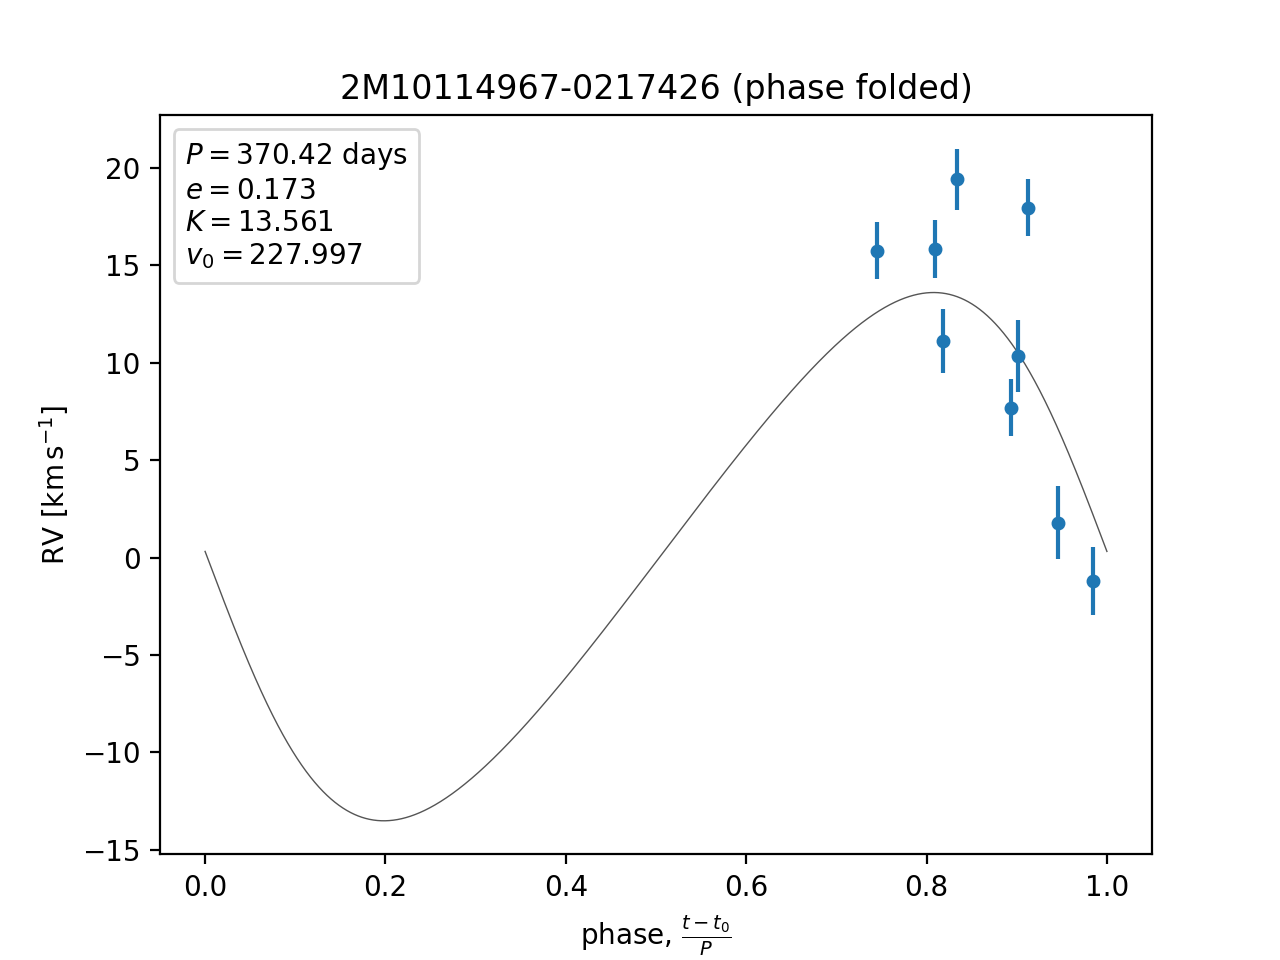 2M10114967-0217426 (phase folded)
P = 370.42 days
e = 0.173
K = 13.561
v₀ = 227.997
20
15
10
5
0
−5
−10
−15
RV [km s⁻¹]
0.0 0.2 0.4 0.6 0.8 1.0
phase, (t − t₀)/P